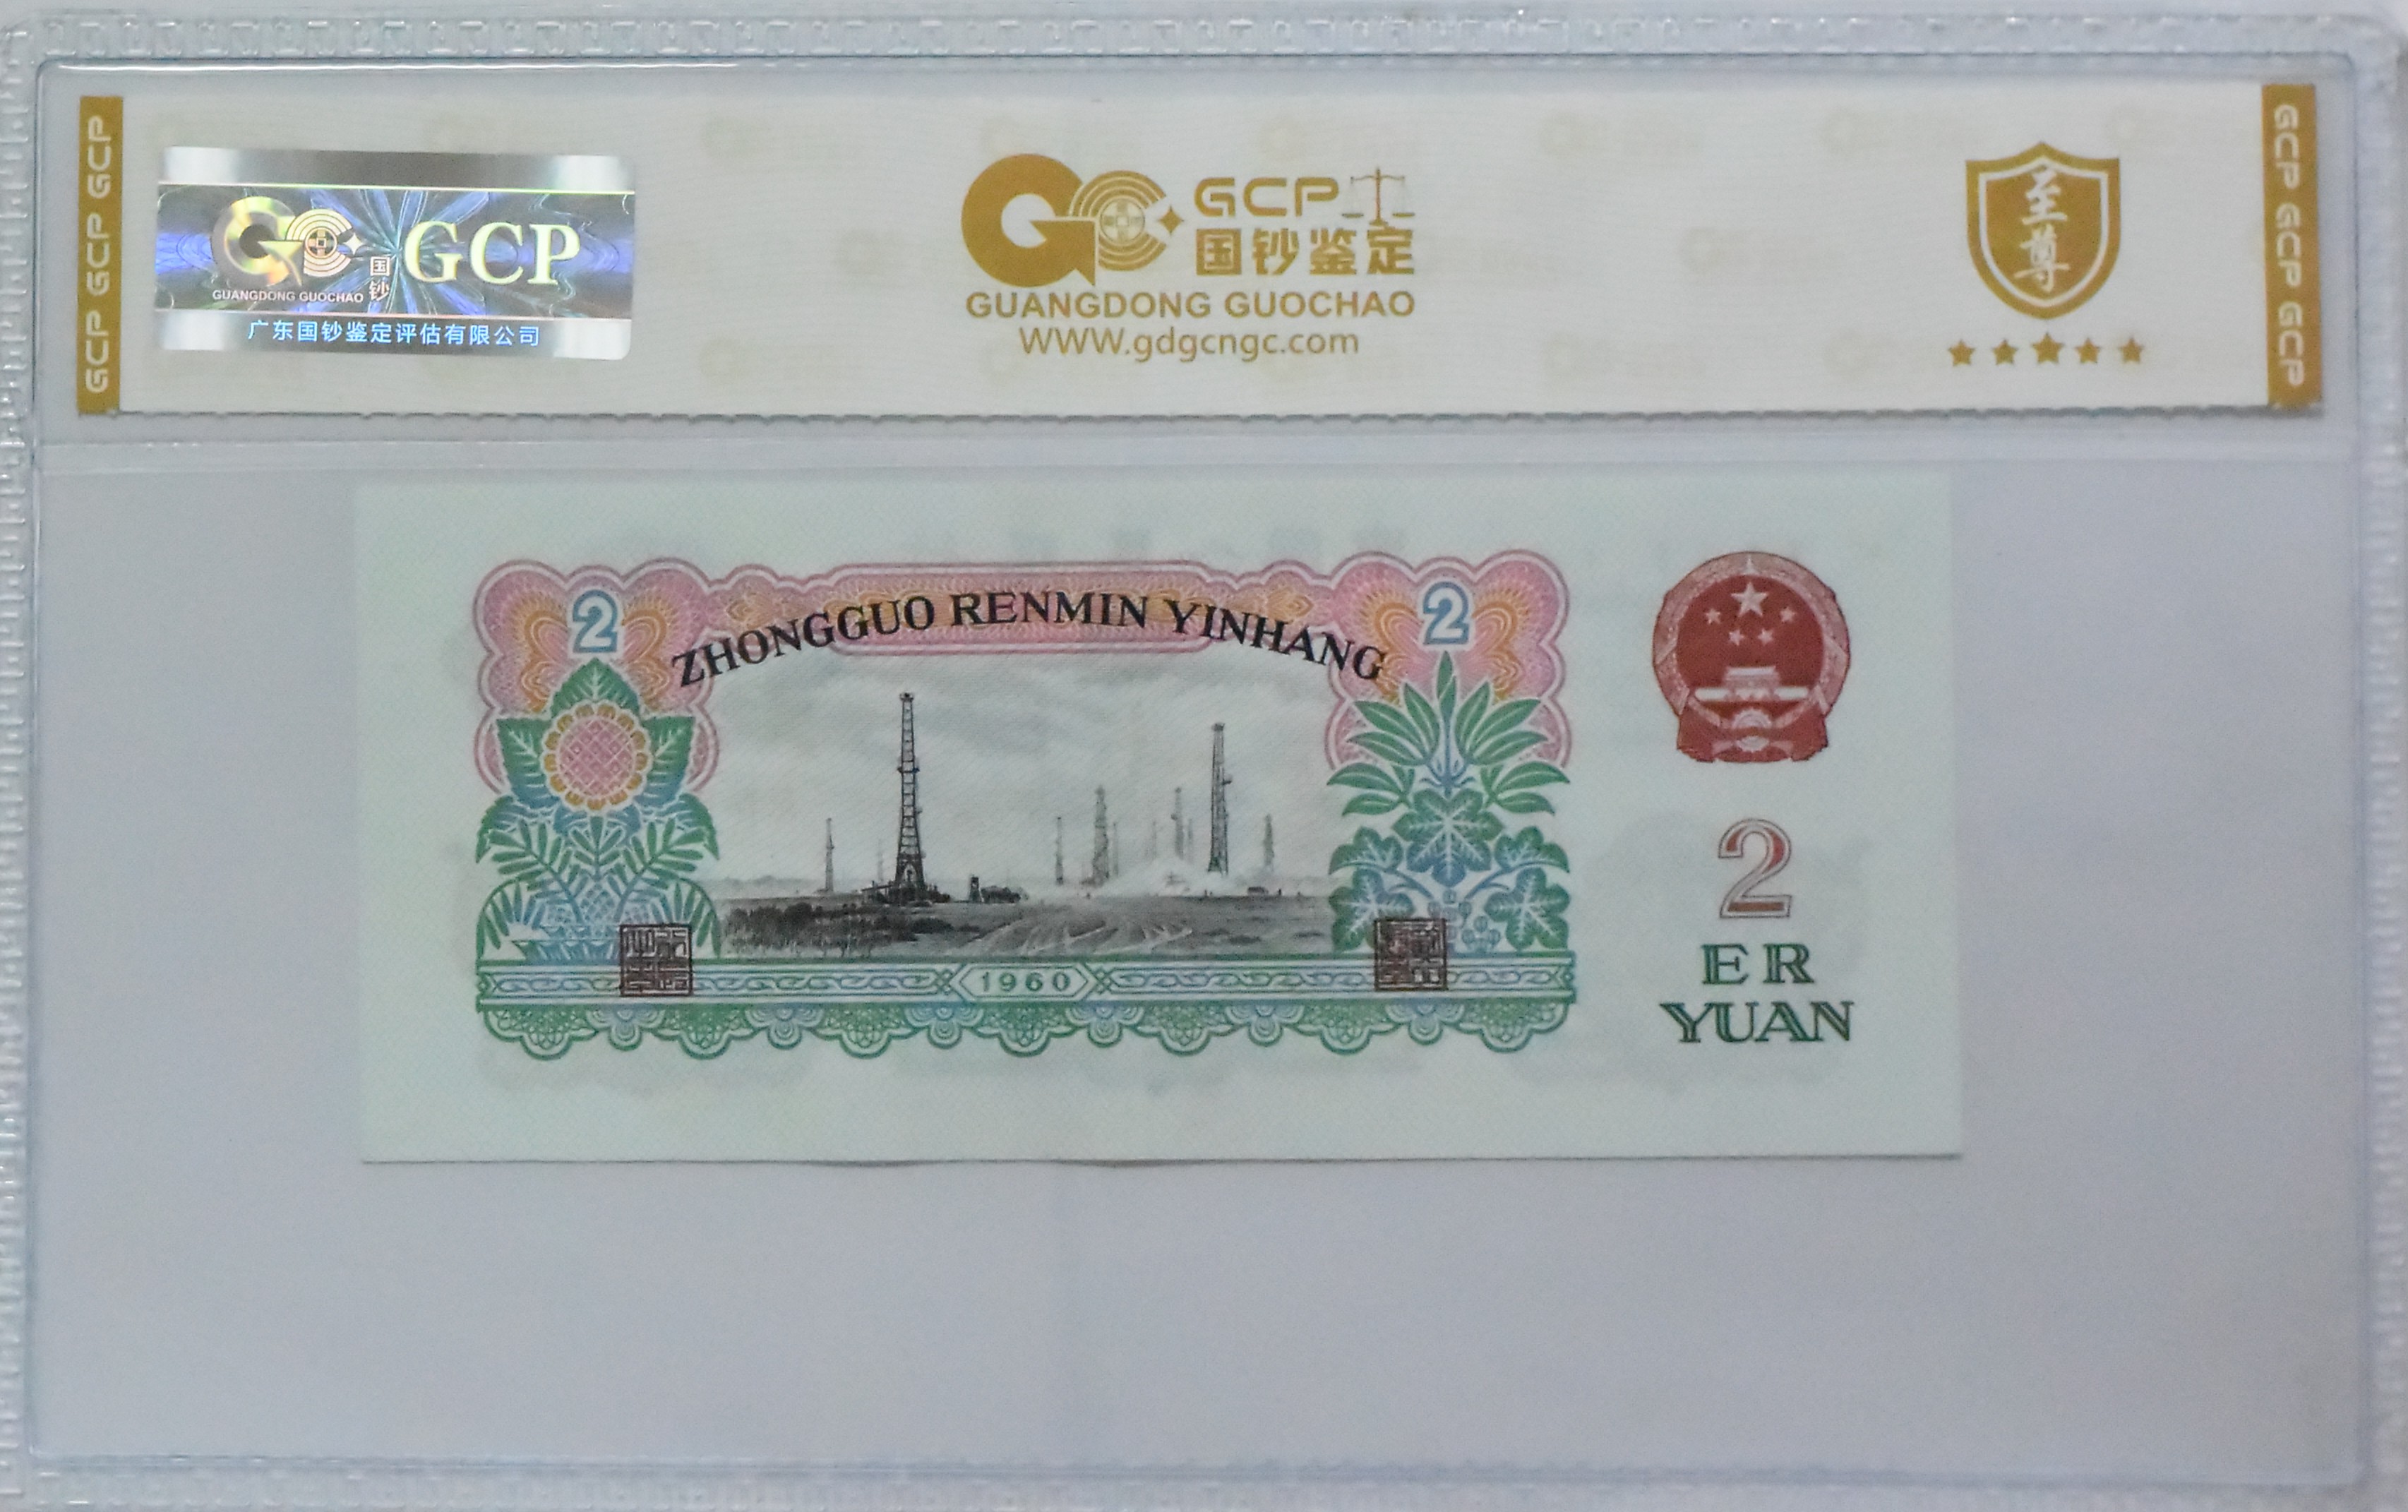 GCP GCP GCP
国钞
GCP
GUANGDONG GUOCHAO
广东国钞鉴定评估有限公司
GCP
国钞鉴定
GUANGDONG GUOCHAO
WWW.gdgcngc.com
至尊
GCP GCP GCP
2
2
ZHONGGUO RENMIN YINHANG
1960
2
ER
YUAN